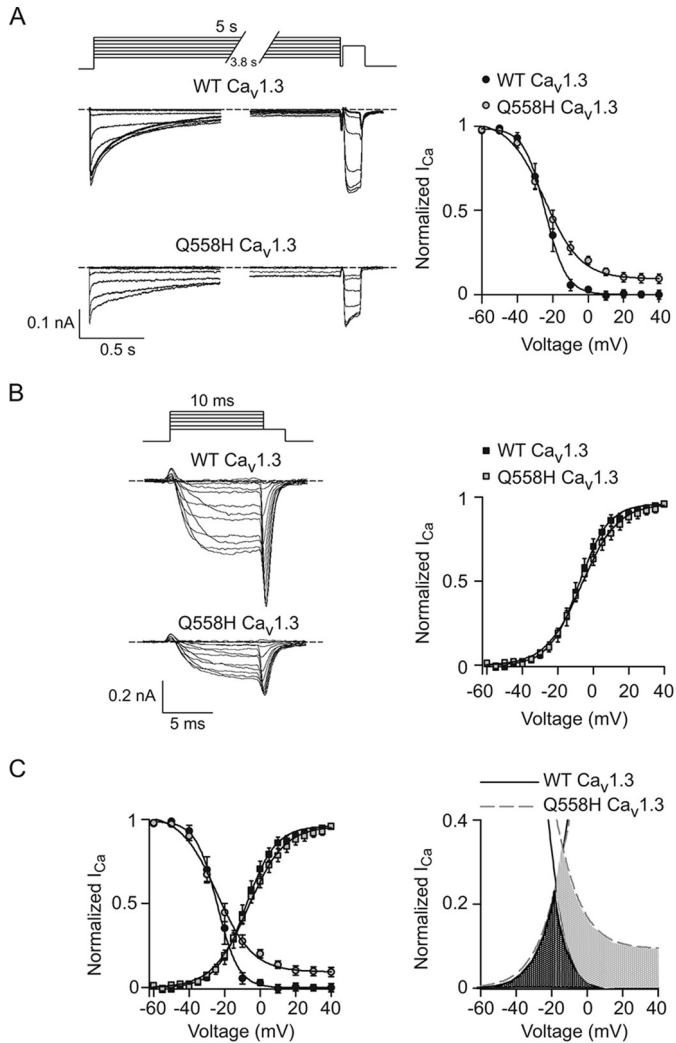 A
5 s
3.8 s
WT Cav1.3
Q558H Cav1.3
0.1 nA
0.5 s
WT Cav1.3
Q558H Cav1.3
Normalized ICa
1
0.5
0
-60 -40 -20 0 20 40
Voltage (mV)
B
10 ms
WT Cav1.3
Q558H Cav1.3
0.2 nA
5 ms
WT Cav1.3
Q558H Cav1.3
Normalized ICa
1
0.5
0
-60 -40 -20 0 20 40
Voltage (mV)
C
Normalized ICa
1
0.5
0
-60 -40 -20 0 20 40
Voltage (mV)
WT Cav1.3
Q558H Cav1.3
Normalized ICa
0.4
0.2
0
-60 -40 -20 0 20 40
Voltage (mV)